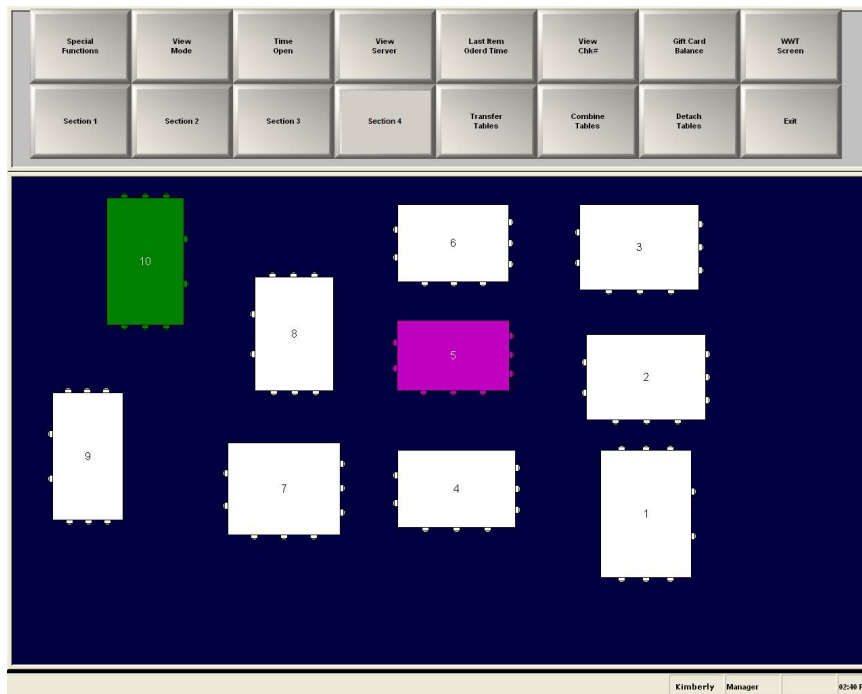 Special
Functions
View
Mode
Time
Open
View
Server
Last Item
Oderd Time
View
Chk#
Gift Card
Balance
WWT
Screen
Section 1
Section 2
Section 3
Section 4
Transfer
Tables
Combine
Tables
Detach
Tables
Exit
10
6
3
8
5
2
9
7
4
1
Kimberly
Manager
02:40 P